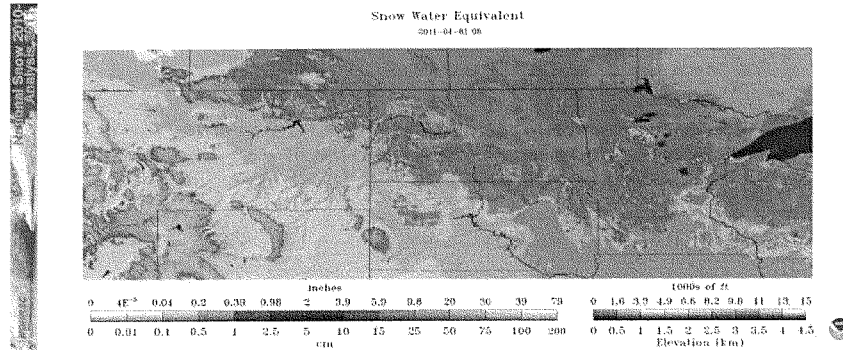 National Snow 2010-
Analysis
Snow Water Equivalent
2011-04-01 06
Inches
0 4E⁻³ 0.04 0.2 0.39 0.98 2 3.9 5.9 9.8 20 30 39 79
0 0.01 0.1 0.5 1 2.5 5 10 15 25 50 75 100 200
cm
1000s of ft
0 1.6 3.3 4.9 6.6 8.2 9.8 11 13 15
0 0.5 1 1.5 2 2.5 3 3.5 4 4.5
Elevation (km)